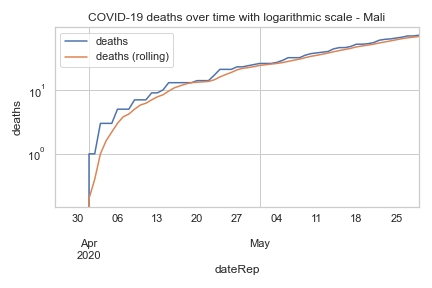 COVID-19 deaths over time with logarithmic scale - Mali
deaths
deaths (rolling)
10¹
10⁰
deaths
30 06 13 20 27 04 11 18 25
Apr May
2020
dateRep